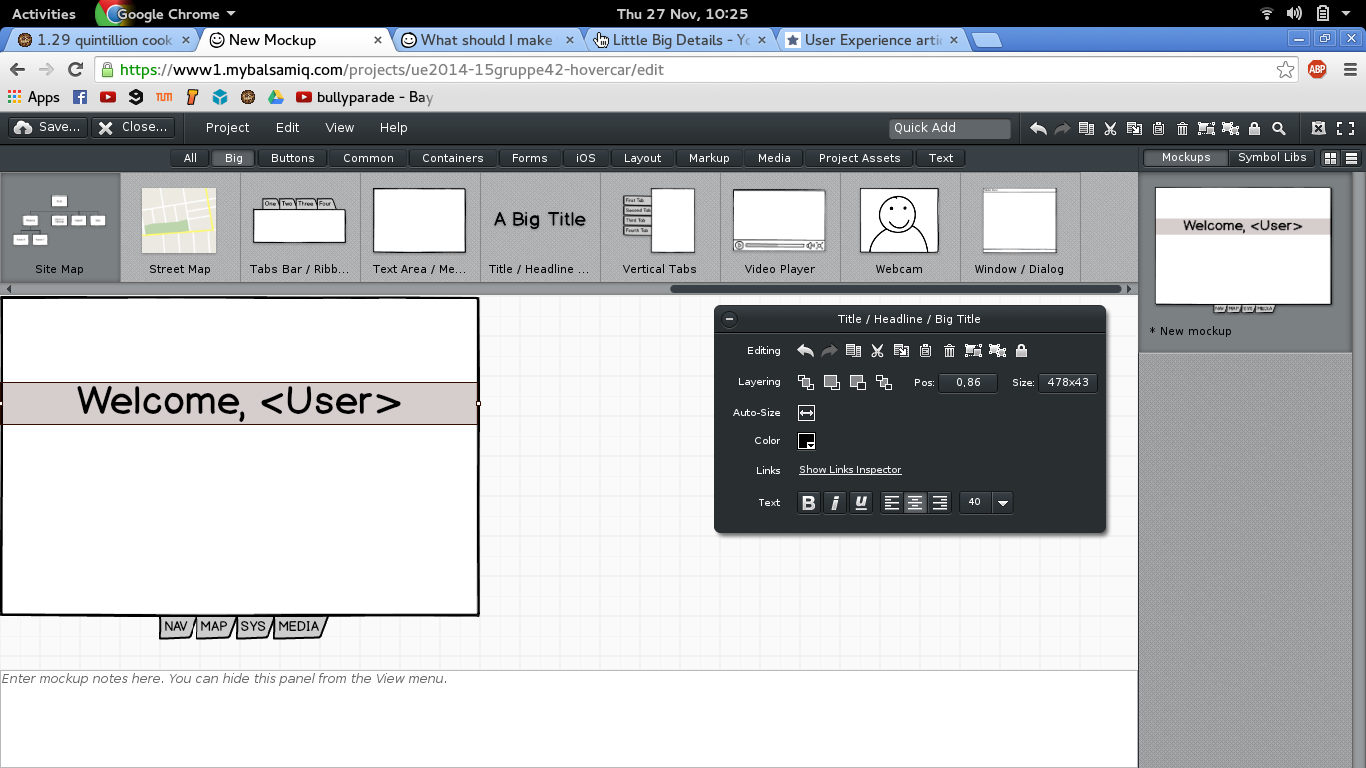 Activities Google Chrome Thu 27 Nov, 10:25
1.29 quintillion cook New Mockup What should I make Little Big Details - Yo User Experience arti
https://www1.mybalsamiq.com/projects/ue2014-15gruppe42-hovercar/edit ABP
Apps bullyparade - Bay
Save... Close... Project Edit View Help Quick Add
All Big Buttons Common Containers Forms iOS Layout Markup Media Project Assets Text Mockups Symbol Libs
One Two Three Four
First Tab
Second Tab
Third Tab
Fourth Tab
A Big Title
Site Map Street Map Tabs Bar / Ribb... Text Area / Me... Title / Headline ... Vertical Tabs Video Player Webcam Window / Dialog
Welcome, <User>
NAV MAP SYS MEDIA
* New mockup
Title / Headline / Big Title
Editing
Layering Pos: 0,86 Size: 478x43
Auto-Size
Color
Links Show Links Inspector
Text B i u 40
Welcome, <User>
NAV MAP SYS MEDIA
Enter mockup notes here. You can hide this panel from the View menu.